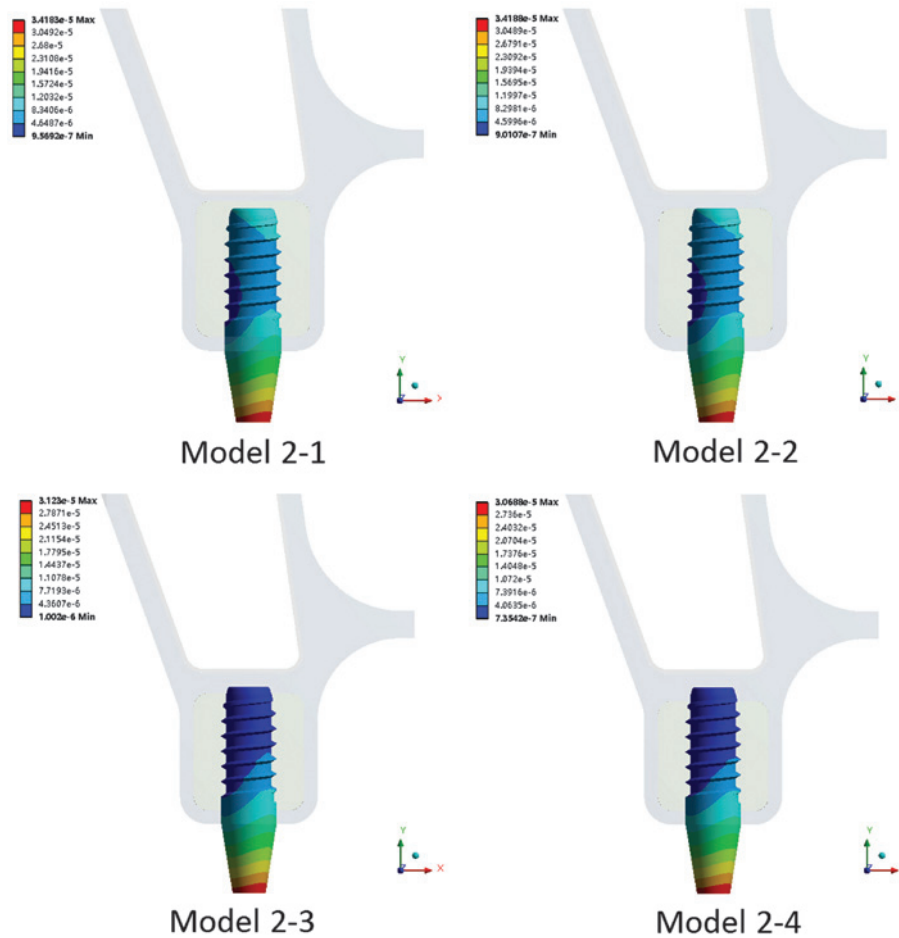 3.4183e-5 Max
3.0492e-5
2.68e-5
2.3108e-5
1.9416e-5
1.5724e-5
1.2032e-5
8.3406e-6
4.6487e-6
9.5692e-7 Min
Y
Z
X
Model 2-1
3.4188e-5 Max
3.0489e-5
2.6791e-5
2.3092e-5
1.9394e-5
1.5695e-5
1.1997e-5
8.2981e-6
4.5996e-6
9.0107e-7 Min
Y
Z
Model 2-2
3.123e-5 Max
2.7871e-5
2.4513e-5
2.1154e-5
1.7795e-5
1.4437e-5
1.1078e-5
7.7193e-6
4.3607e-6
1.002e-6 Min
Y
Z
X
Model 2-3
3.0688e-5 Max
2.736e-5
2.4032e-5
2.0704e-5
1.7376e-5
1.4048e-5
1.072e-5
7.3916e-6
4.0635e-6
7.3542e-7 Min
Y
Z
Model 2-4